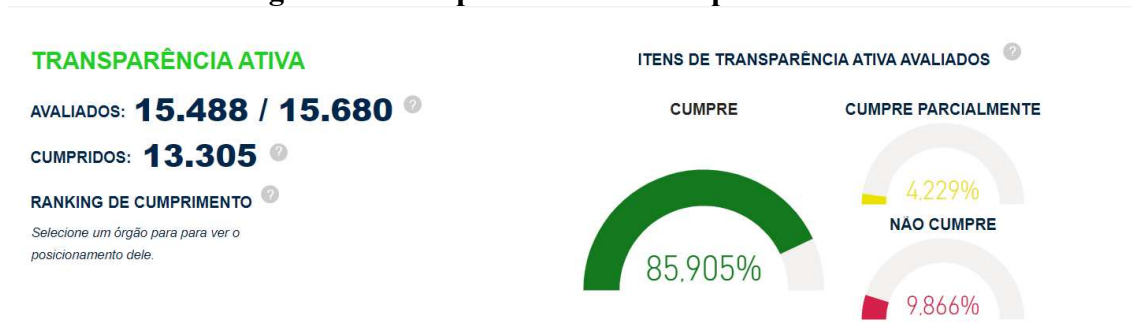 TRANSPARÊNCIA ATIVA
AVALIADOS: 15.488 / 15.680 ?
CUMPRIDOS: 13.305 ?
RANKING DE CUMPRIMENTO ?
Selecione um órgão para para ver o
posicionamento dele.
ITENS DE TRANSPARÊNCIA ATIVA AVALIADOS ?
CUMPRE
85,905%
CUMPRE PARCIALMENTE
4,229%
NÃO CUMPRE
9,866%